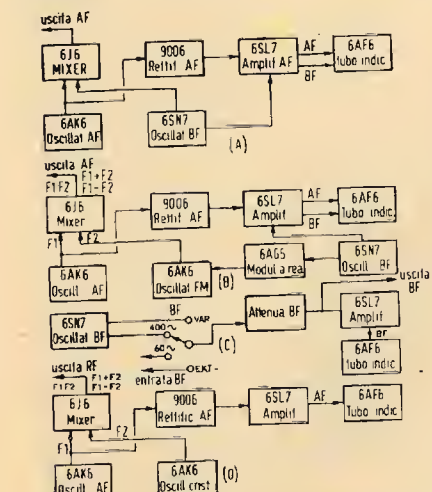 uscita AF
6J6
MIXER
9006
Rettif AF
6SL7
Amplif AF
AF
BF
6AF6
tubo indic
6AK6
Oscillat AF
6SN7
Oscillat BF
(A)
uscita AF
F1+F2
F1 F2
F1-F2
6J6
Mixer
F1
F2
9006
Rettif AF
6SL7
Amplif
AF
BF
6AF6
Tubo indic
6AK6
Oscill AF
6AK6
Oscillat FM
(B)
6AG5
Modul a rea
6SN7
Oscill BF
BF
6SN7
Oscillat BF
VAR
400~
60~
(C)
EXT-
entrata BF
Attenua BF
uscita
BF
6SL7
Amplif
BF
6AF6
tubo indic
uscita RF
F1+F2
F1 F2
F1-F2
6J6
Mixer
F1
F2
9006
Rettific AF
6SL7
Amplif
AF
6AF6
Tubo indic
6AK6
Oscill AF
6AK6
Oscill crist
(D)